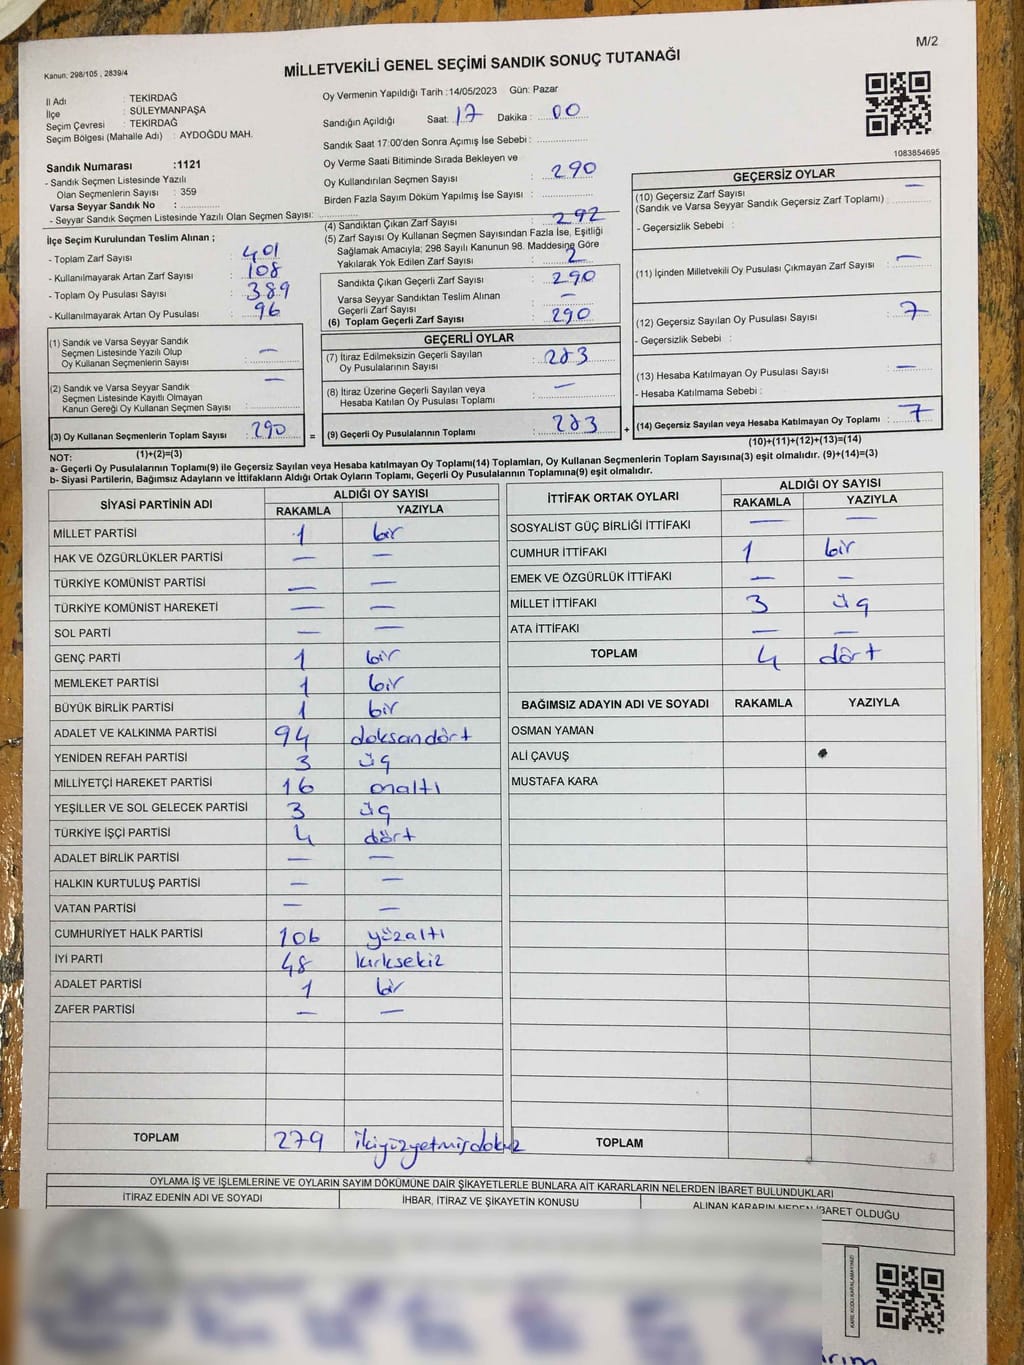 M/2
Kanun: 298/105 , 2839/4
MİLLETVEKİLİ GENEL SEÇİMİ SANDIK SONUÇ TUTANAĞI
İl Adı : TEKİRDAĞ
İlçe : SÜLEYMANPAŞA
Seçim Çevresi : TEKİRDAĞ
Seçim Bölgesi (Mahalle Adı) : AYDOĞDU MAH.
Sandık Numarası :1121
- Sandık Seçmen Listesinde Yazılı
Olan Seçmenlerin Sayısı : 359
Varsa Seyyar Sandık No :
- Seyyar Sandık Seçmen Listesinde Yazılı Olan Seçmen Sayısı:
Oy Vermenin Yapıldığı Tarih :14/05/2023 Gün: Pazar
Sandığın Açıldığı Saat: 17 Dakika : 00
Sandık Saat 17:00'den Sonra Açımış İse Sebebi :
Oy Verme Saati Bitiminde Sırada Bekleyen ve
Oy Kullandırılan Seçmen Sayısı : 290
Birden Fazla Sayım Döküm Yapılmış İse Sayısı :
1083854695
İlçe Seçim Kurulundan Teslim Alınan ;
- Toplam Zarf Sayısı : 401
- Kullanılmayarak Artan Zarf Sayısı : 108
- Toplam Oy Pusulası Sayısı : 389
- Kullanılmayarak Artan Oy Pusulası : 96
(1) Sandık ve Varsa Seyyar Sandık
Seçmen Listesinde Yazılı Olup
Oy Kullanan Seçmenlerin Sayısı : —
(2) Sandık ve Varsa Seyyar Sandık
Seçmen Listesinde Kayıtlı Olmayan
Kanun Gereği Oy Kullanan Seçmen Sayısı : —
(3) Oy Kullanan Seçmenlerin Toplam Sayısı : 290
(1)+(2)=(3)
(4) Sandıktan Çıkan Zarf Sayısı : 292
(5) Zarf Sayısı Oy Kullanan Seçmen Sayısından Fazla İse, Eşitliği
Sağlamak Amacıyla; 298 Sayılı Kanunun 98. Maddesine Göre
Yakılarak Yok Edilen Zarf Sayısı : 2
Sandıkta Çıkan Geçerli Zarf Sayısı : 290
Varsa Seyyar Sandıktan Teslim Alınan
Geçerli Zarf Sayısı : —
(6) Toplam Geçerli Zarf Sayısı : 290
GEÇERLİ OYLAR
(7) İtiraz Edilmeksizin Geçerli Sayılan
Oy Pusulalarının Sayısı : 283
(8) İtiraz Üzerine Geçerli Sayılan veya
Hesaba Katılan Oy Pusulası Toplamı : —
= (9) Geçerli Oy Pusulalarının Toplamı : 283
GEÇERSİZ OYLAR
(10) Geçersiz Zarf Sayısı : —
(Sandık ve Varsa Seyyar Sandık Geçersiz Zarf Toplamı)
- Geçersizlik Sebebi :
(11) İçinden Milletvekili Oy Pusulası Çıkmayan Zarf Sayısı : —
(12) Geçersiz Sayılan Oy Pusulası Sayısı : 7
- Geçersizlik Sebebi :
(13) Hesaba Katılmayan Oy Pusulası Sayısı : —
- Hesaba Katılmama Sebebi :
+ (14) Geçersiz Sayılan veya Hesaba Katılmayan Oy Toplamı : 7
(10)+(11)+(12)+(13)=(14)
NOT:
a- Geçerli Oy Pusulalarının Toplamı(9) ile Geçersiz Sayılan veya Hesaba katılmayan Oy Toplamı(14) Toplamları, Oy Kullanan Seçmenlerin Toplam Sayısına(3) eşit olmalıdır. (9)+(14)=(3)
b- Siyasi Partilerin, Bağımsız Adayların ve İttifakların Aldığı Ortak Oyların Toplamı, Geçerli Oy Pusulalarının Toplamına(9) eşit olmalıdır.
SİYASİ PARTİNİN ADI ALDIĞI OY SAYISI
RAKAMLA YAZIYLA
MİLLET PARTİSİ 1 bir
HAK VE ÖZGÜRLÜKLER PARTİSİ — —
TÜRKİYE KOMÜNİST PARTİSİ — —
TÜRKİYE KOMÜNİST HAREKETİ — —
SOL PARTİ — —
GENÇ PARTİ 1 bir
MEMLEKET PARTİSİ 1 bir
BÜYÜK BİRLİK PARTİSİ 1 bir
ADALET VE KALKINMA PARTİSİ 94 doksandört
YENİDEN REFAH PARTİSİ 3 üç
MİLLİYETÇİ HAREKET PARTİSİ 16 onaltı
YEŞİLLER VE SOL GELECEK PARTİSİ 3 üç
TÜRKİYE İŞÇİ PARTİSİ 4 dört
ADALET BİRLİK PARTİSİ — —
HALKIN KURTULUŞ PARTİSİ — —
VATAN PARTİSİ — —
CUMHURİYET HALK PARTİSİ 106 yüzaltı
İYİ PARTİ 48 kırksekiz
ADALET PARTİSİ 1 bir
ZAFER PARTİSİ — —
TOPLAM 279 ikiyüzyetmişdokuz
İTTİFAK ORTAK OYLARI ALDIĞI OY SAYISI
RAKAMLA YAZIYLA
SOSYALİST GÜÇ BİRLİĞİ İTTİFAKI — —
CUMHUR İTTİFAKI 1 bir
EMEK VE ÖZGÜRLÜK İTTİFAKI — —
MİLLET İTTİFAKI 3 üç
ATA İTTİFAKI — —
TOPLAM 4 dört
BAĞIMSIZ ADAYIN ADI VE SOYADI RAKAMLA YAZIYLA
OSMAN YAMAN
ALİ ÇAVUŞ
MUSTAFA KARA
TOPLAM
OYLAMA İŞ VE İŞLEMLERİNE VE OYLARIN SAYIM DÖKÜMÜNE DAİR ŞİKAYETLERLE BUNLARA AİT KARARLARIN NELERDEN İBARET BULUNDUKLARI
İTİRAZ EDENİN ADI VE SOYADI İHBAR, İTİRAZ VE ŞİKAYETİN KONUSU ALINAN KARARIN NEDEN İBARET OLDUĞU
KARE KODU KARALAMAYINIZ